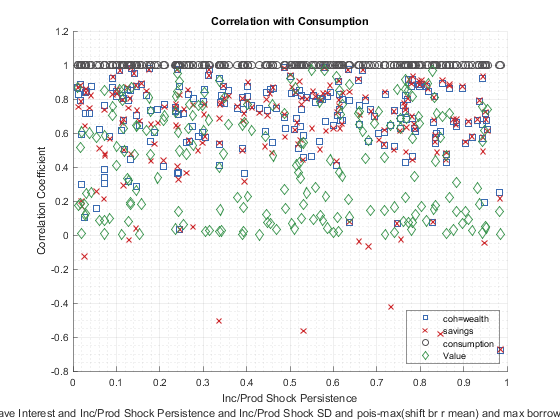 Correlation with Consumption
1.2
1
0.8
0.6
0.4
0.2
0
-0.2
-0.4
-0.6
-0.8
Correlation Coefficient
0 0.1 0.2 0.3 0.4 0.5 0.6 0.7 0.8 0.9 1
coh=wealth
savings
consumption
Value
Inc/Prod Shock Persistence
ave Interest and Inc/Prod Shock Persistence and Inc/Prod Shock SD and pois-max(shift br r mean) and max borrow